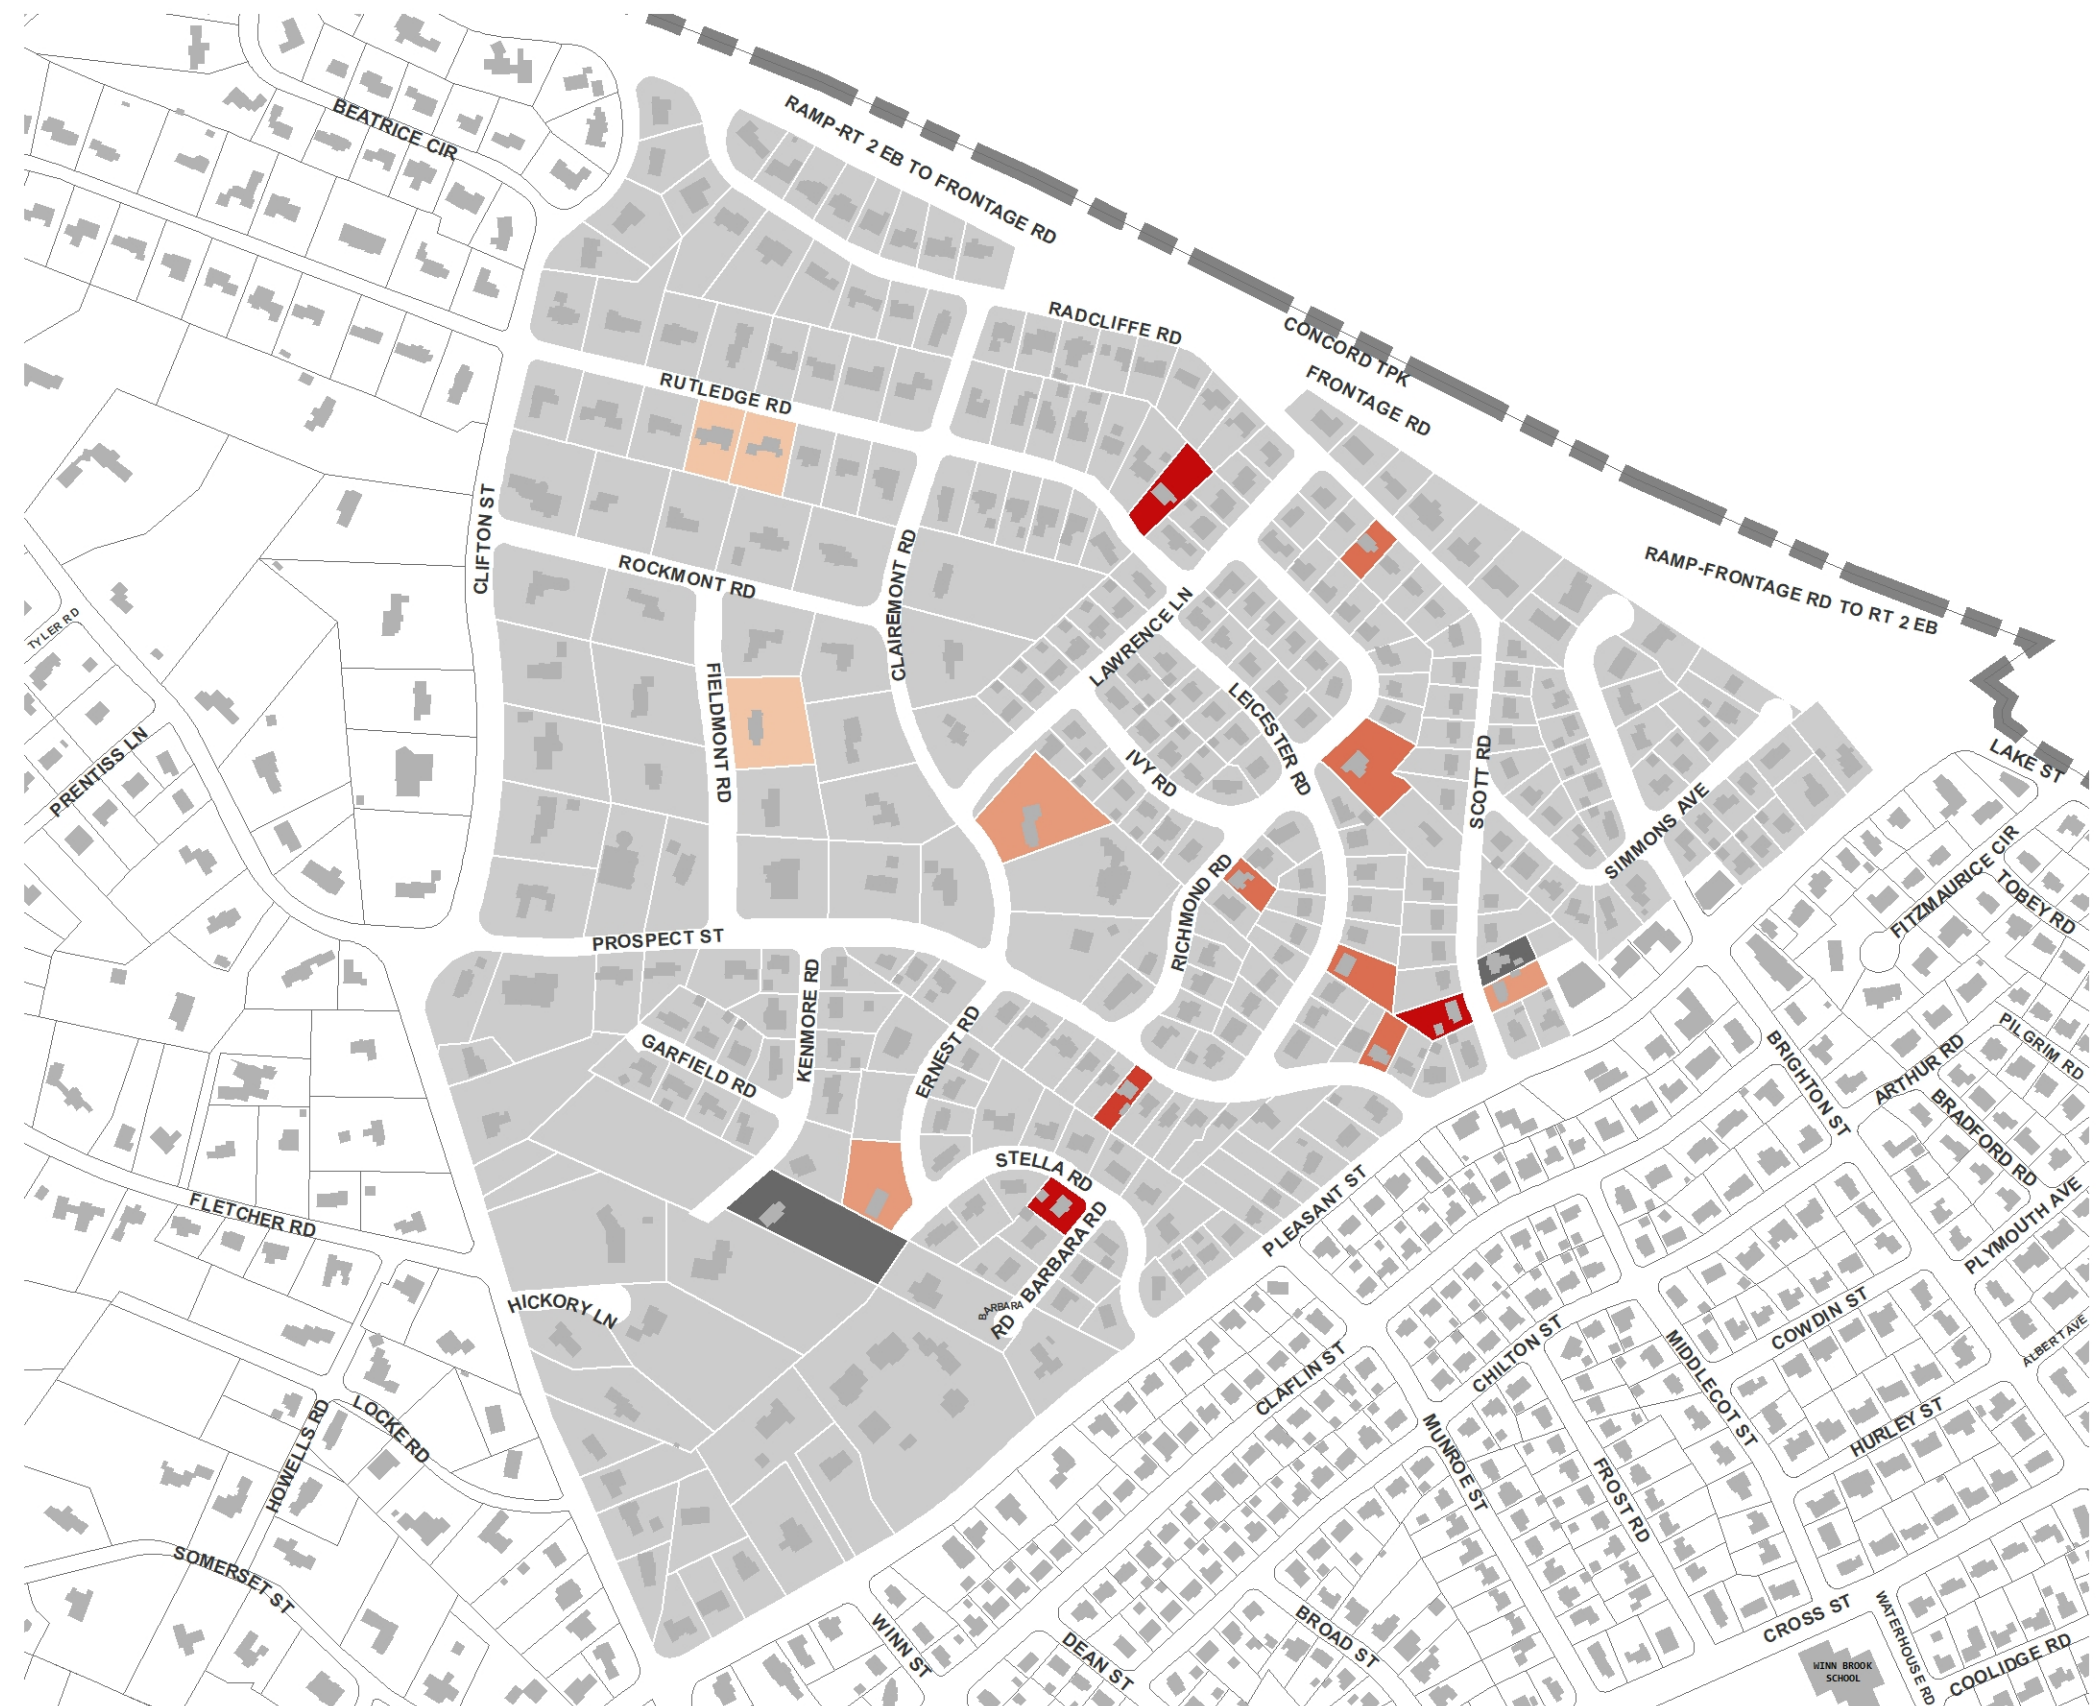 BEATRICE CIR
RAMP-RT 2 EB TO FRONTAGE RD
RADCLIFFE RD
CONCORD TPK
FRONTAGE RD
RUTLEDGE RD
CLIFTON ST
ROCKMONT RD
CLAIREMONT RD
RAMP-FRONTAGE RD TO RT 2 EB
TYLER RD
LAWRENCE LN
FIELDMONT RD
LEICESTER RD
PRENTISS LN
IVY RD
SCOTT RD
LAKE ST
SIMMONS AVE
FITZMAURICE CIR
TOBEY RD
RICHMOND RD
PROSPECT ST
KENMORE RD
ERNEST RD
GARFIELD RD
PILGRIM RD
BRIGHTON ST
ARTHUR RD
BRADFORD RD
STELLA RD
FLETCHER RD
PLEASANT ST
BARBARA RD
PLYMOUTH AVE
HICKORY LN
BARBARA
RD
COWDIN ST
ALBERT AVE
CHILTON ST
MIDDLECOT ST
CLAFLIN ST
LOCKE RD
HOWELLS RD
MUNROE ST
HURLEY ST
FROST RD
SOMERSET ST
WINN ST
DEAN ST
BROAD ST
CROSS ST
WATERHOUSE RD
COOLIDGE RD
WINN BROOK
SCHOOL